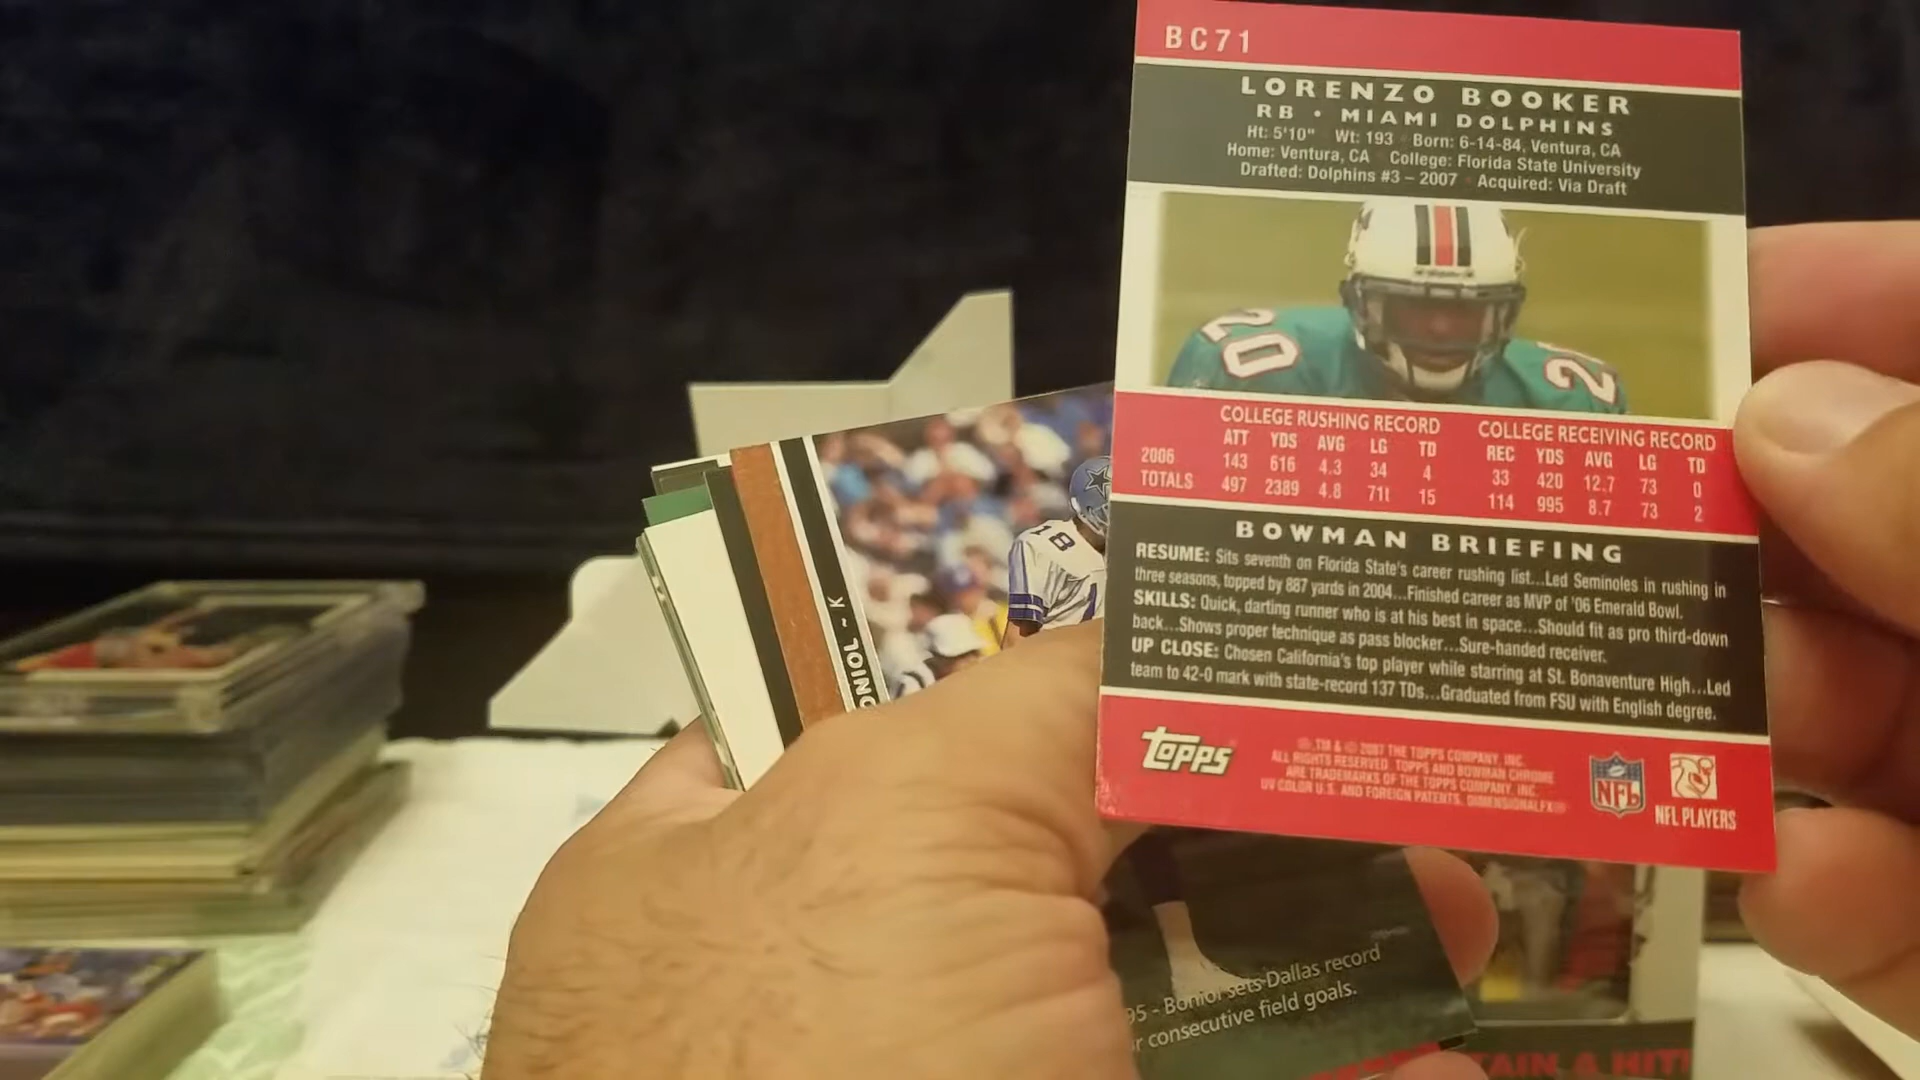 BC71
LORENZO BOOKER
RB • MIAMI DOLPHINS
Ht: 5'10" Wt: 193 Born: 6-14-84, Ventura, CA
Home: Ventura, CA College: Florida State University
Drafted: Dolphins #3 – 2007 Acquired: Via Draft
20
2
COLLEGE RUSHING RECORD COLLEGE RECEIVING RECORD
ATT YDS AVG LG TD REC YDS AVG LG TD
2006 143 616 4.3 34 4 33 420 12.7 73 0
TOTALS 497 2389 4.8 71t 15 114 995 8.7 73 2
BOWMAN BRIEFING
RESUME: Sits seventh on Florida State's career rushing list...Led Seminoles in rushing in
three seasons, topped by 887 yards in 2004...Finished career as MVP of '06 Emerald Bowl.
SKILLS: Quick, darting runner who is at his best in space...Should fit as pro third-down
back...Shows proper technique as pass blocker...Sure-handed receiver.
UP CLOSE: Chosen California's top player while starring at St. Bonaventure High...Led
team to 42-0 mark with state-record 137 TDs...Graduated from FSU with English degree.
topps
®, TM & © 2007 THE TOPPS COMPANY, INC.
ALL RIGHTS RESERVED. TOPPS AND BOWMAN CHROME
ARE TRADEMARKS OF THE TOPPS COMPANY, INC.
UV COLOR U.S. AND FOREIGN PATENTS. DIMENSIONALFX
NFL
NFL PLAYERS
18
ONIOL ~ K
95 - Boniol sets Dallas record
r consecutive field goals.
TAIN A HIT!